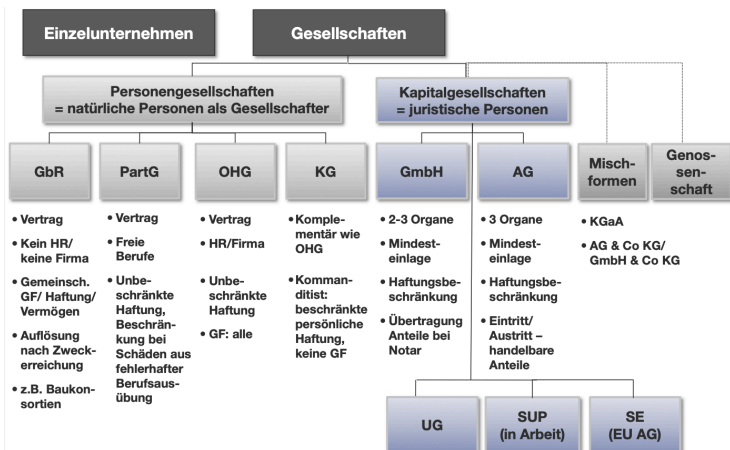 Einzelunternehmen
Gesellschaften
Personengesellschaften
= natürliche Personen als Gesellschafter
Kapitalgesellschaften
= juristische Personen
GbR
PartG
OHG
KG
GmbH
AG
Misch-
formen
Genos-
sen-
schaft
• Vertrag
• Kein HR/
keine Firma
• Gemeinsch.
GF/ Haftung/
Vermögen
• Auflösung
nach Zweck-
erreichung
• z.B. Baukon-
sortien
• Vertrag
• Freie
Berufe
• Unbe-
schränkte
Haftung,
Beschrän-
kung bei
Schäden aus
fehlerhafter
Berufsaus-
übung
• Vertrag
• HR/Firma
• Unbe-
schränkte
Haftung
• GF: alle
• Komple-
mentär wie
OHG
• Komman-
ditist:
beschränkte
persönliche
Haftung,
keine GF
• 2-3 Organe
• Mindest-
einlage
• Haftungsbe-
schränkung
• Übertragung
Anteile bei
Notar
• 3 Organe
• Mindest-
einlage
• Haftungsbe-
schränkung
• Eintritt/
Austritt –
handelbare
Anteile
• KGaA
• AG & Co KG/
GmbH & Co KG
UG
SUP
(in Arbeit)
SE
(EU AG)